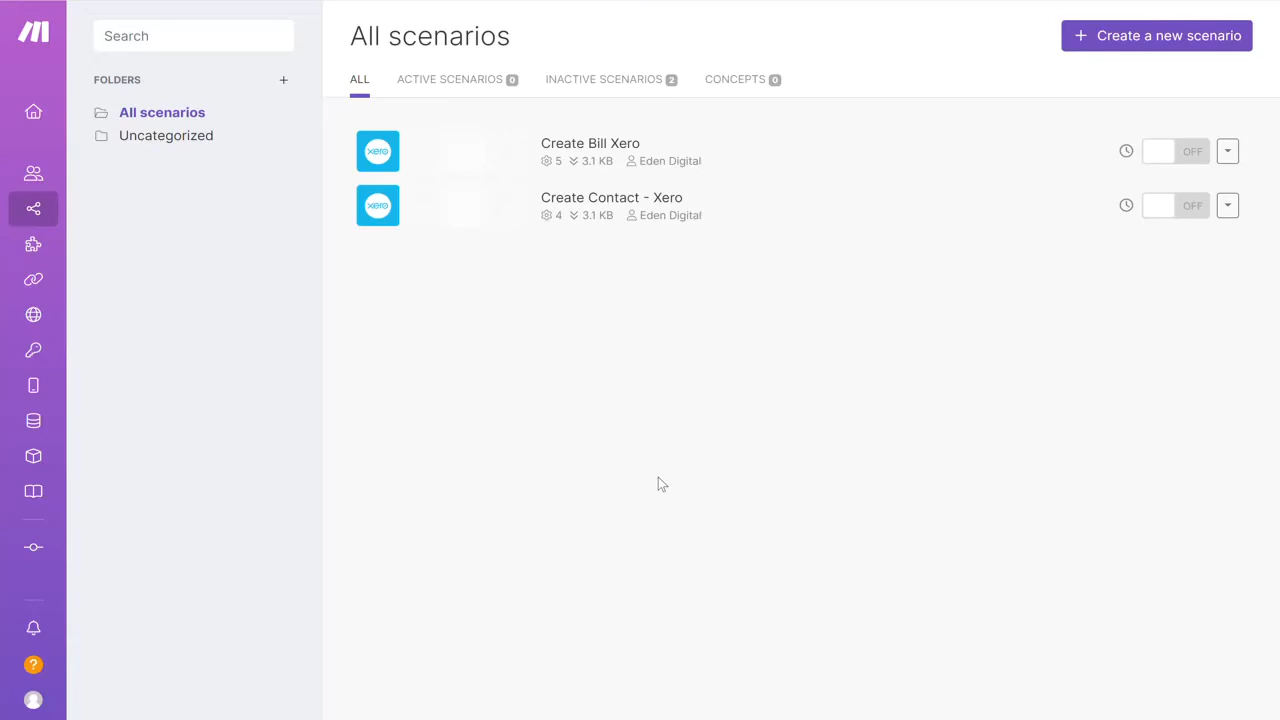 Search
FOLDERS
All scenarios
Uncategorized
All scenarios
Create a new scenario
ALL
ACTIVE SCENARIOS 0
INACTIVE SCENARIOS 2
CONCEPTS 0
xero
Create Bill Xero
5 3.1 KB Eden Digital
OFF
xero
Create Contact - Xero
4 3.1 KB Eden Digital
OFF
?